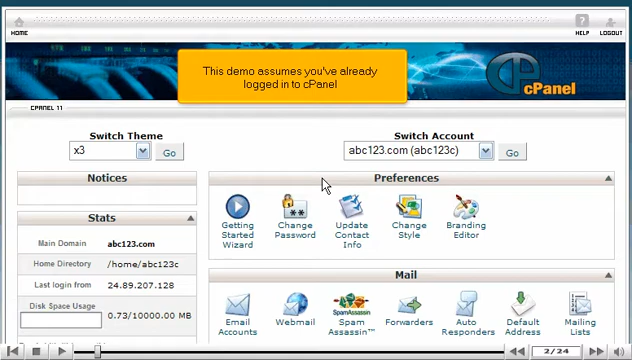 HOME
HELP
LOGOUT
This demo assumes you've already
logged in to cPanel
cPanel
CPANEL 11
Switch Theme
x3
Go
Switch Account
abc123.com (abc123c)
Go
Notices
Stats
Main Domain abc123.com
Home Directory /home/abc123c
Last login from 24.89.207.128
Disk Space Usage
0.73/10000.00 MB
Preferences
Getting
Started
Wizard
Change
Password
Update
Contact
Info
Change
Style
Branding
Editor
Mail
Email
Accounts
Webmail
SpamAssassin
Spam
Assassin™
Forwarders
Auto
Responders
Default
Address
Mailing
Lists
2/24